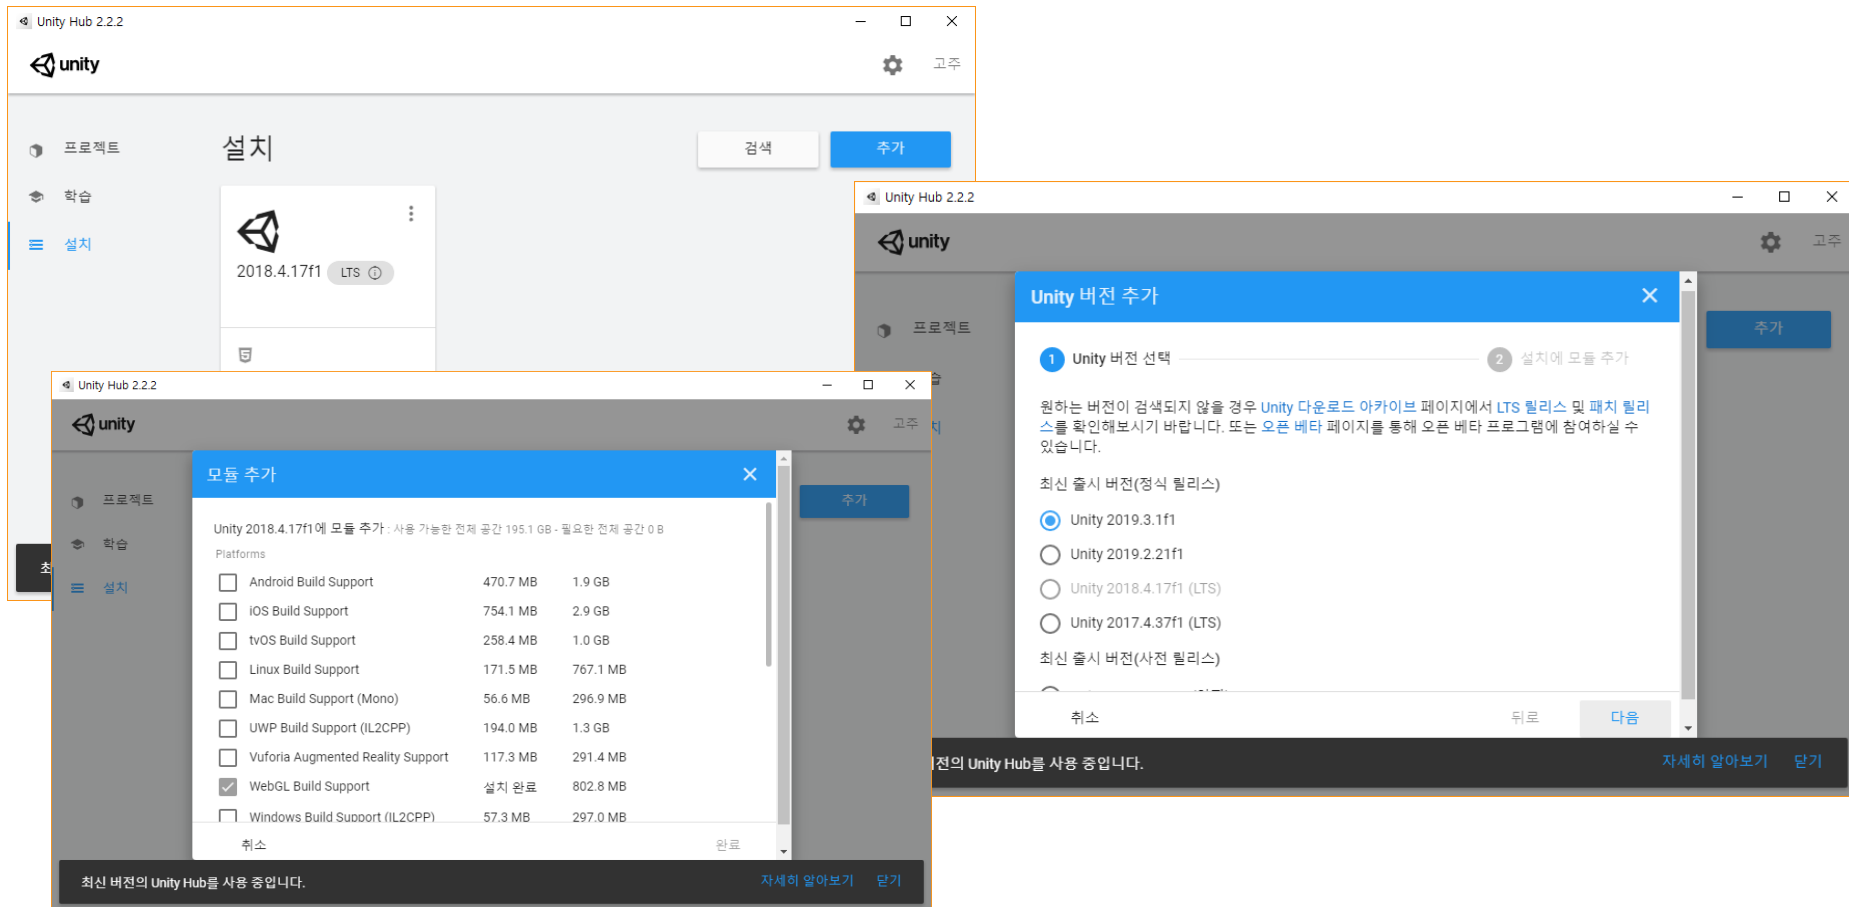 Unity Hub 2.2.2
unity
고주
프로젝트
학습
설치
설치
검색
추가
2018.4.17f1 LTS
최
Unity Hub 2.2.2
unity
고주
프로젝트
학습
설치
추가
모듈 추가
Unity 2018.4.17f1에 모듈 추가 : 사용 가능한 전체 공간 195.1 GB - 필요한 전체 공간 0 B
Platforms
Android Build Support 470.7 MB 1.9 GB
iOS Build Support 754.1 MB 2.9 GB
tvOS Build Support 258.4 MB 1.0 GB
Linux Build Support 171.5 MB 767.1 MB
Mac Build Support (Mono) 56.6 MB 296.9 MB
UWP Build Support (IL2CPP) 194.0 MB 1.3 GB
Vuforia Augmented Reality Support 117.3 MB 291.4 MB
WebGL Build Support 설치 완료 802.8 MB
Windows Build Support (IL2CPP) 57.3 MB 297.0 MB
취소 완료
최신 버전의 Unity Hub를 사용 중입니다. 자세히 알아보기 닫기
Unity Hub 2.2.2
unity
고주
프로젝트
습
치
추가
Unity 버전 추가
1 Unity 버전 선택 2 설치에 모듈 추가
원하는 버전이 검색되지 않을 경우 Unity 다운로드 아카이브 페이지에서 LTS 릴리스 및 패치 릴리
스를 확인해보시기 바랍니다. 또는 오픈 베타 페이지를 통해 오픈 베타 프로그램에 참여하실 수
있습니다.
최신 출시 버전(정식 릴리스)
Unity 2019.3.1f1
Unity 2019.2.21f1
Unity 2018.4.17f1 (LTS)
Unity 2017.4.37f1 (LTS)
최신 출시 버전(사전 릴리스)
취소 뒤로 다음
전의 Unity Hub를 사용 중입니다. 자세히 알아보기 닫기